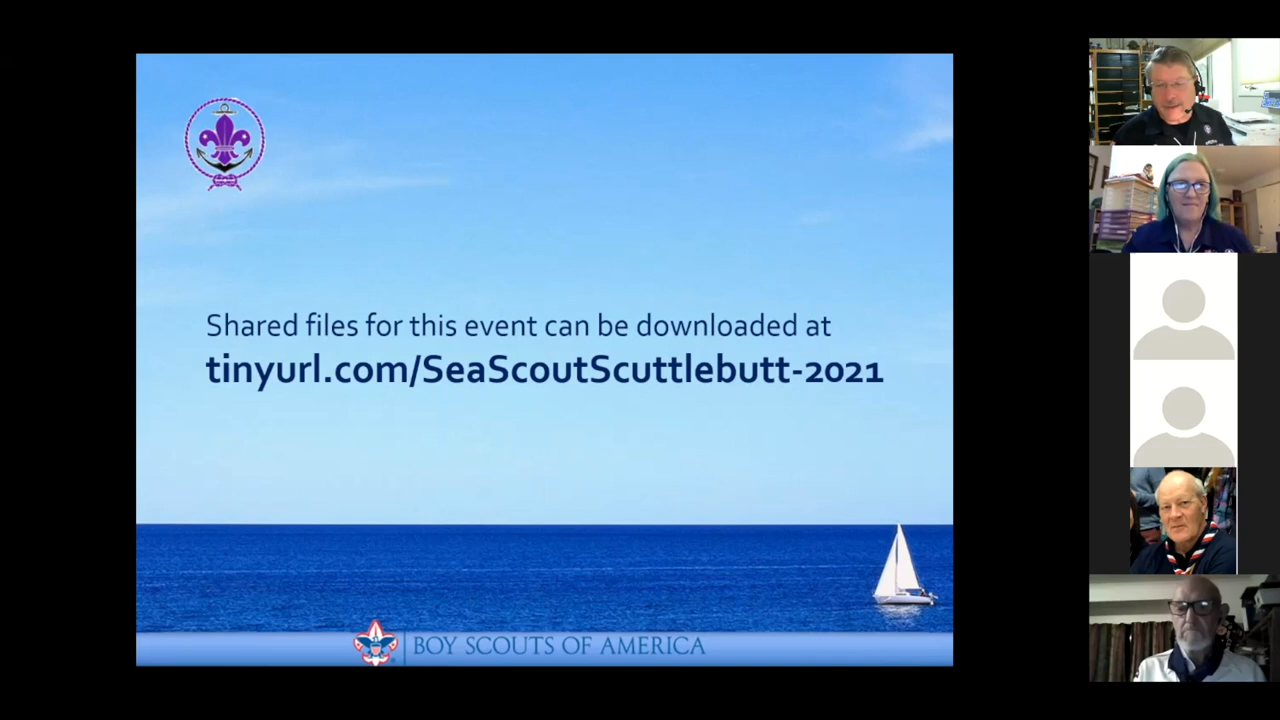 Shared files for this event can be downloaded at
tinyurl.com/SeaScoutScuttlebutt-2021
BOY SCOUTS OF AMERICA